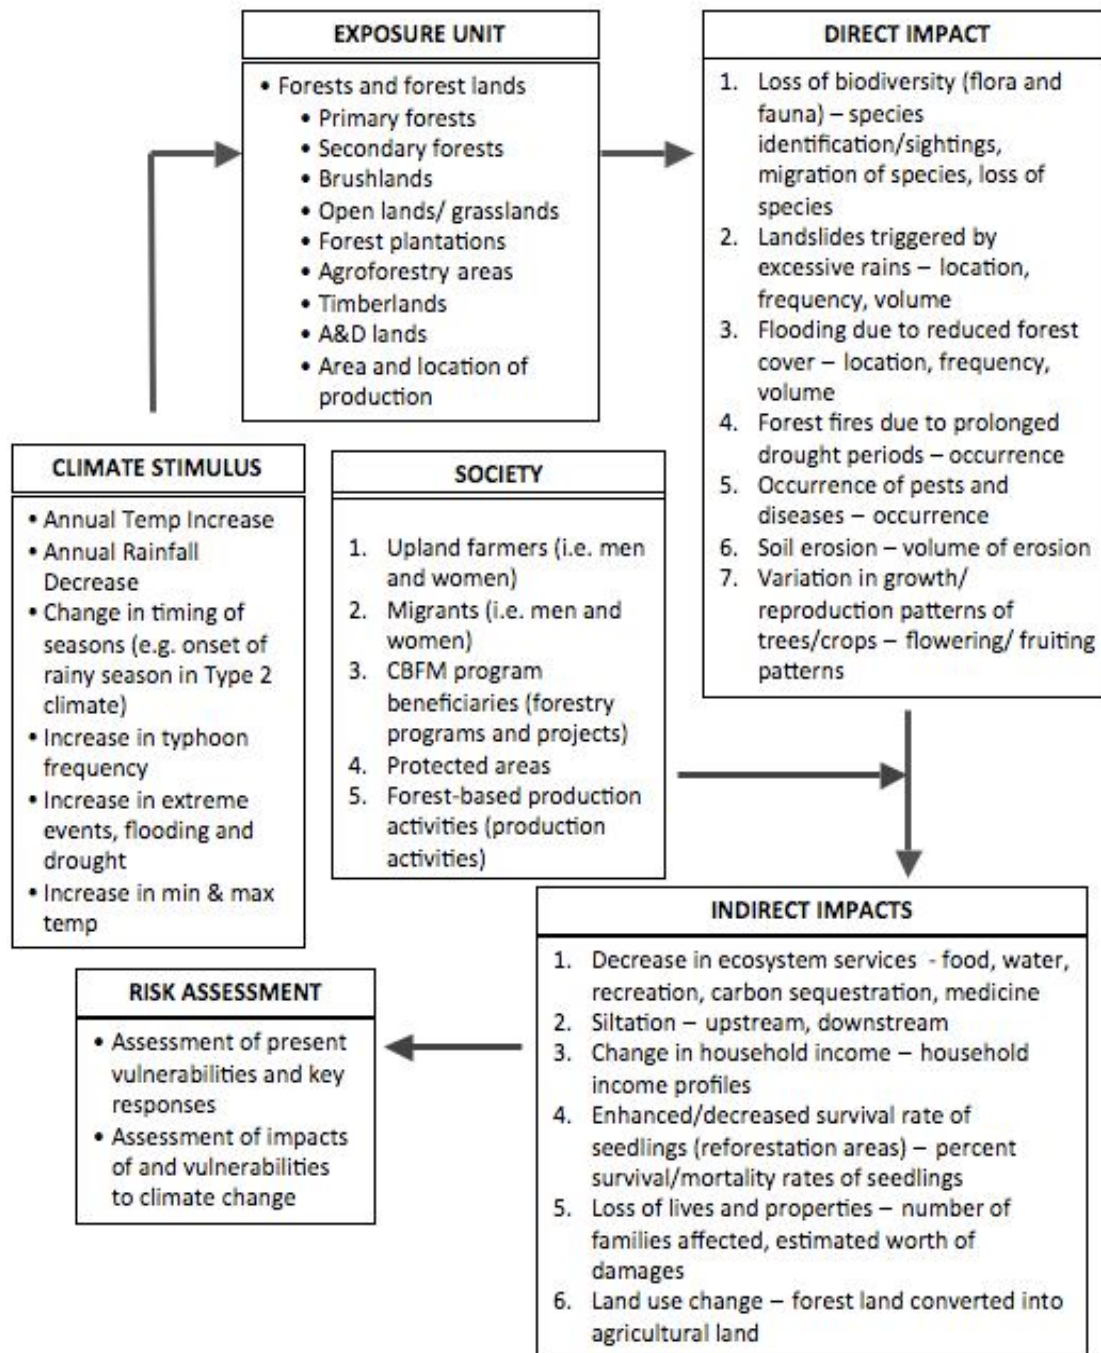 EXPOSURE UNIT
• Forests and forest lands
• Primary forests
• Secondary forests
• Brushlands
• Open lands/ grasslands
• Forest plantations
• Agroforestry areas
• Timberlands
• A&D lands
• Area and location of
production
DIRECT IMPACT
1. Loss of biodiversity (flora and
fauna) – species
identification/sightings,
migration of species, loss of
species
2. Landslides triggered by
excessive rains – location,
frequency, volume
3. Flooding due to reduced forest
cover – location, frequency,
volume
4. Forest fires due to prolonged
drought periods – occurrence
5. Occurrence of pests and
diseases – occurrence
6. Soil erosion – volume of erosion
7. Variation in growth/
reproduction patterns of
trees/crops – flowering/ fruiting
patterns
CLIMATE STIMULUS
• Annual Temp Increase
• Annual Rainfall
Decrease
• Change in timing of
seasons (e.g. onset of
rainy season in Type 2
climate)
• Increase in typhoon
frequency
• Increase in extreme
events, flooding and
drought
• Increase in min & max
temp
SOCIETY
1. Upland farmers (i.e. men
and women)
2. Migrants (i.e. men and
women)
3. CBFM program
beneficiaries (forestry
programs and projects)
4. Protected areas
5. Forest-based production
activities (production
activities)
INDIRECT IMPACTS
1. Decrease in ecosystem services - food, water,
recreation, carbon sequestration, medicine
2. Siltation – upstream, downstream
3. Change in household income – household
income profiles
4. Enhanced/decreased survival rate of
seedlings (reforestation areas) – percent
survival/mortality rates of seedlings
5. Loss of lives and properties – number of
families affected, estimated worth of
damages
6. Land use change – forest land converted into
agricultural land
RISK ASSESSMENT
• Assessment of present
vulnerabilities and key
responses
• Assessment of impacts
of and vulnerabilities
to climate change